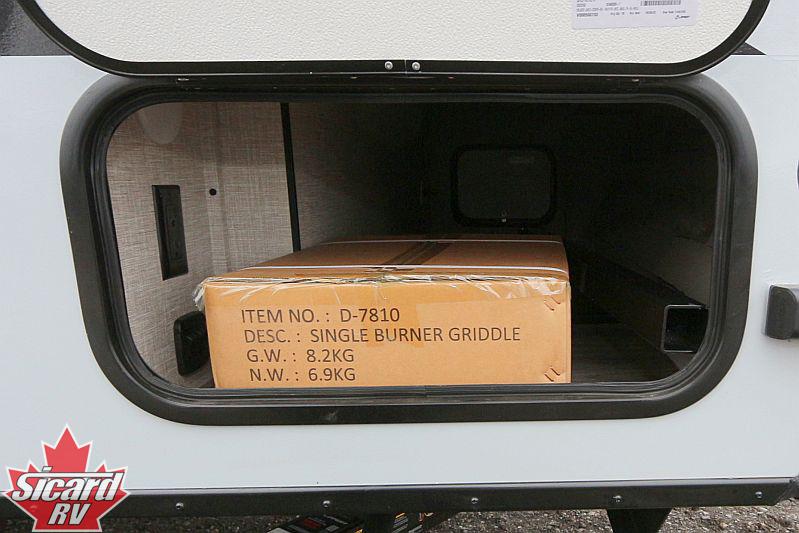 ITEM NO. : D-7810
DESC. : SINGLE BURNER GRIDDLE
G.W. : 8.2KG
N.W. : 6.9KG
Sicard
RV